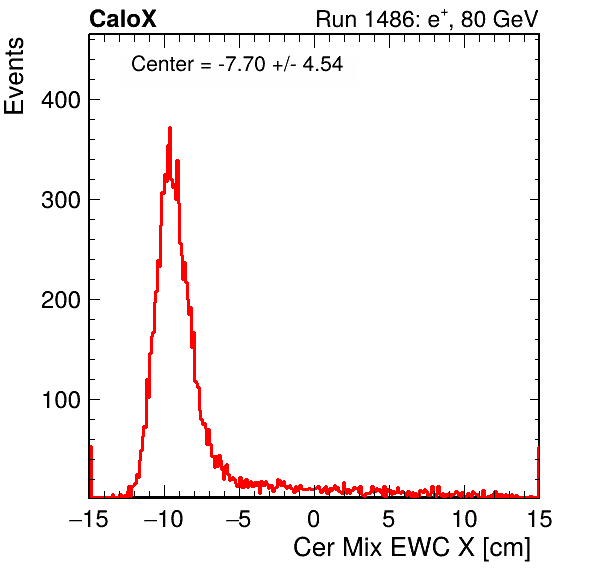 CaloX Run 1486: e⁺, 80 GeV
Center = -7.70 +/- 4.54
Events
400
300
200
100
−15 −10 −5 0 5 10 15
Cer Mix EWC X [cm]